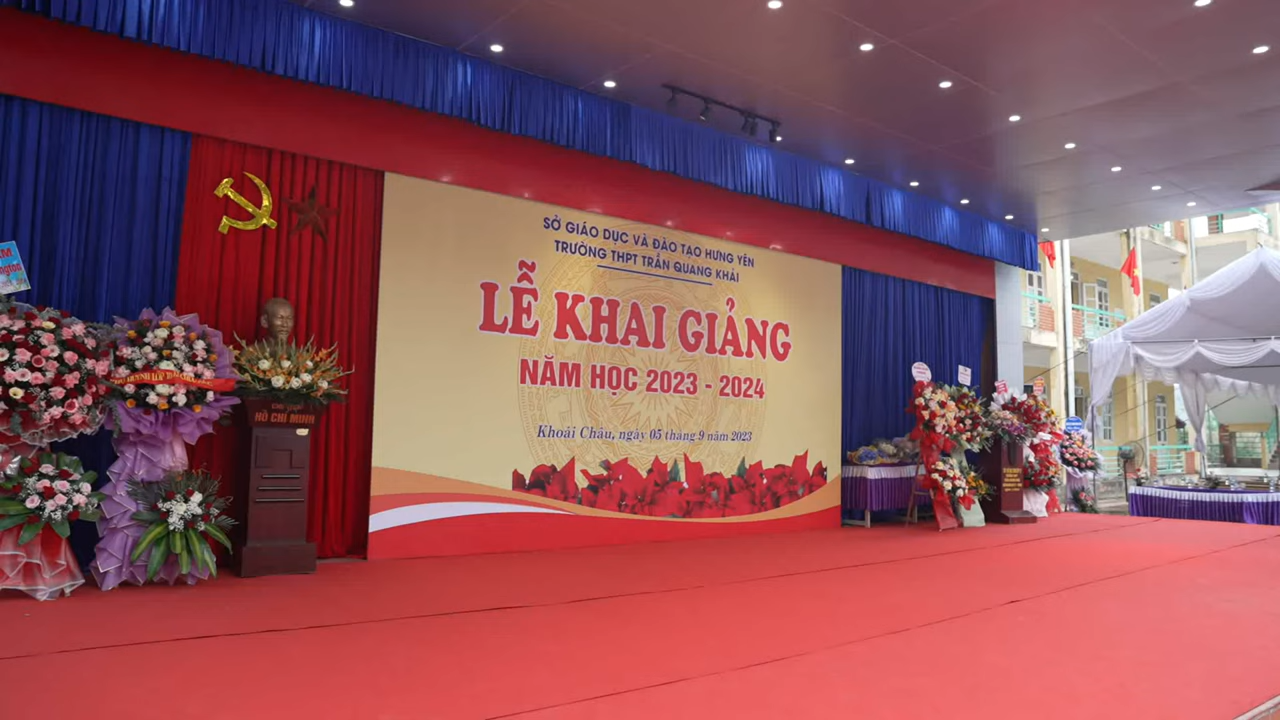 SỞ GIÁO DỤC VÀ ĐÀO TẠO HƯNG YÊN
TRƯỜNG THPT TRẦN QUANG KHẢI
LỄ KHAI GIẢNG
NĂM HỌC 2023 - 2024
Khoái Châu, ngày 05 tháng 9 năm 2023
HỒ CHÍ MINH